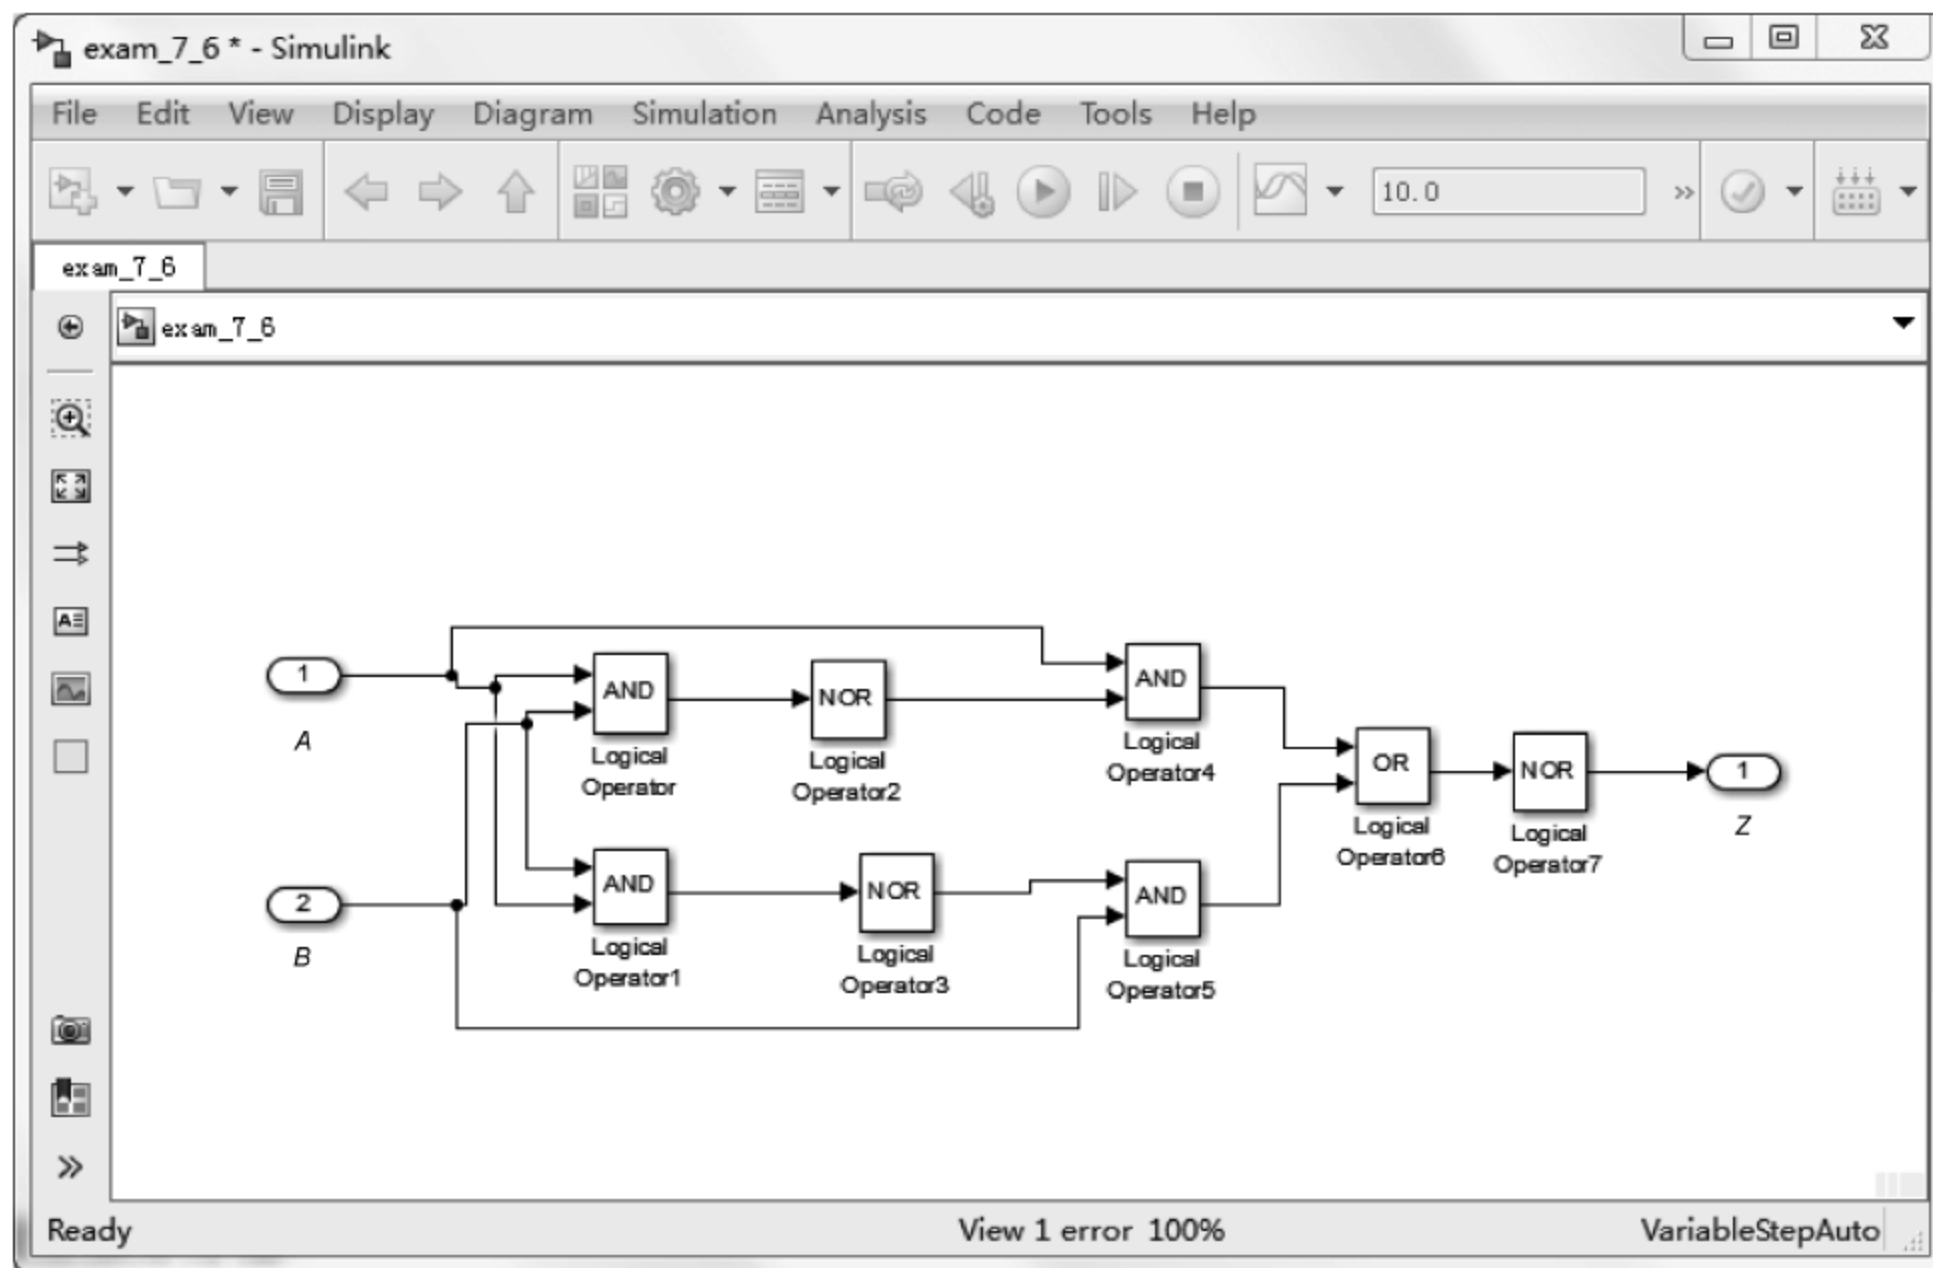 exam_7_6 * - Simulink
File Edit View Display Diagram Simulation Analysis Code Tools Help
10.0
exam_7_6
exam_7_6
1
A
2
B
AND
Logical
Operator
NOR
Logical
Operator2
AND
Logical
Operator1
NOR
Logical
Operator3
AND
Logical
Operator4
AND
Logical
Operator5
OR
Logical
Operator6
NOR
Logical
Operator7
1
Z
Ready View 1 error 100% VariableStepAuto